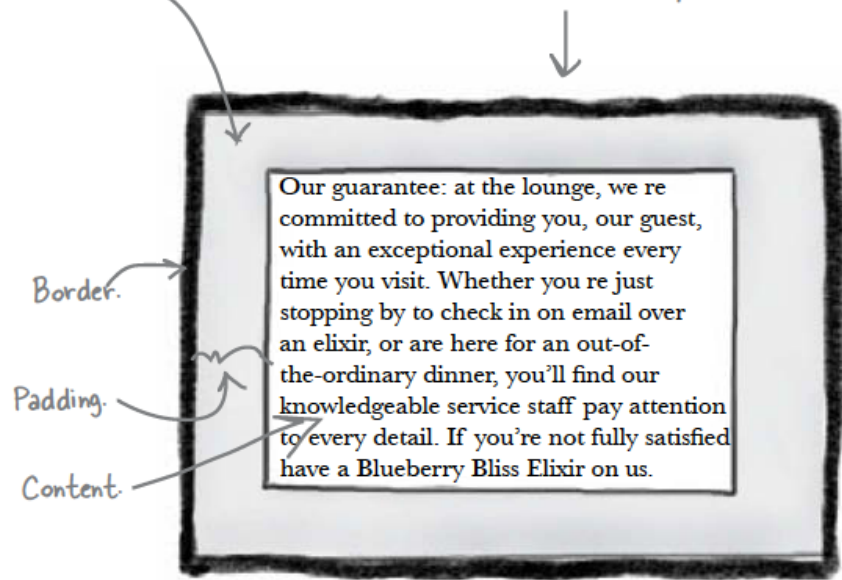 Our guarantee: at the lounge, we re
committed to providing you, our guest,
with an exceptional experience every
time you visit. Whether you re just
stopping by to check in on email over
an elixir, or are here for an out-of-
the-ordinary dinner, you’ll find our
knowledgeable service staff pay attention
to every detail. If you’re not fully satisfied
have a Blueberry Bliss Elixir on us.
Border.
Padding.
Content.